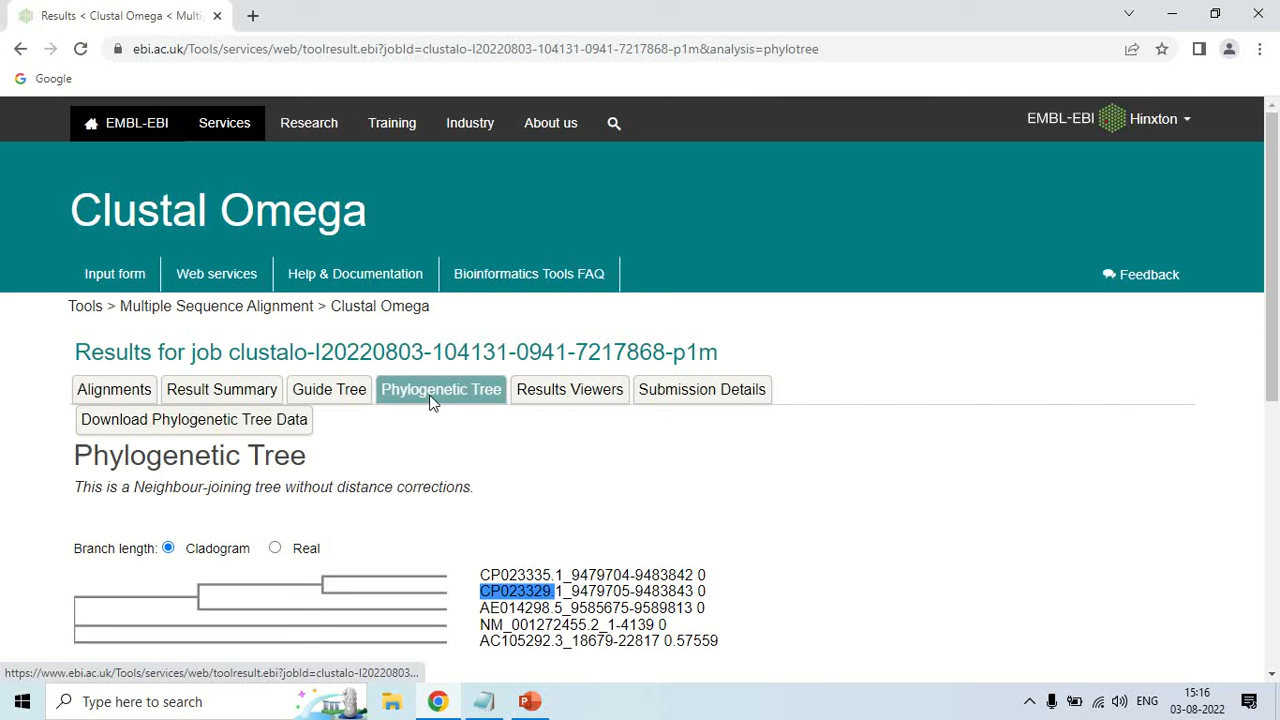 Results < Clustal Omega < Multi
ebi.ac.uk/Tools/services/web/toolresult.ebi?jobId=clustalo-I20220803-104131-0941-7217868-p1m&analysis=phylotree
Google
EMBL-EBI Services Research Training Industry About us EMBL-EBI Hinxton
Clustal Omega
Input form Web services Help & Documentation Bioinformatics Tools FAQ Feedback
Tools > Multiple Sequence Alignment > Clustal Omega
Results for job clustalo-I20220803-104131-0941-7217868-p1m
Alignments Result Summary Guide Tree Phylogenetic Tree Results Viewers Submission Details
Download Phylogenetic Tree Data
Phylogenetic Tree
This is a Neighbour-joining tree without distance corrections.
Branch length: Cladogram Real
CP023335.1_9479704-9483842 0
CP023329.1_9479705-9483843 0
AE014298.5_9585675-9589813 0
NM_001272455.2_1-4139 0
AC105292.3_18679-22817 0.57559
https://www.ebi.ac.uk/Tools/services/web/toolresult.ebi?jobId=clustalo-I20220803...
Type here to search
ENG
15:16
03-08-2022